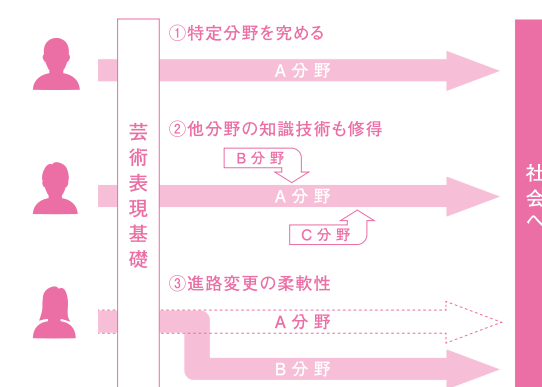 ①特定分野を究める
A分野
芸術表現基礎
②他分野の知識技術も修得
B分野
A分野
C分野
社会へ
③進路変更の柔軟性
A分野
B分野